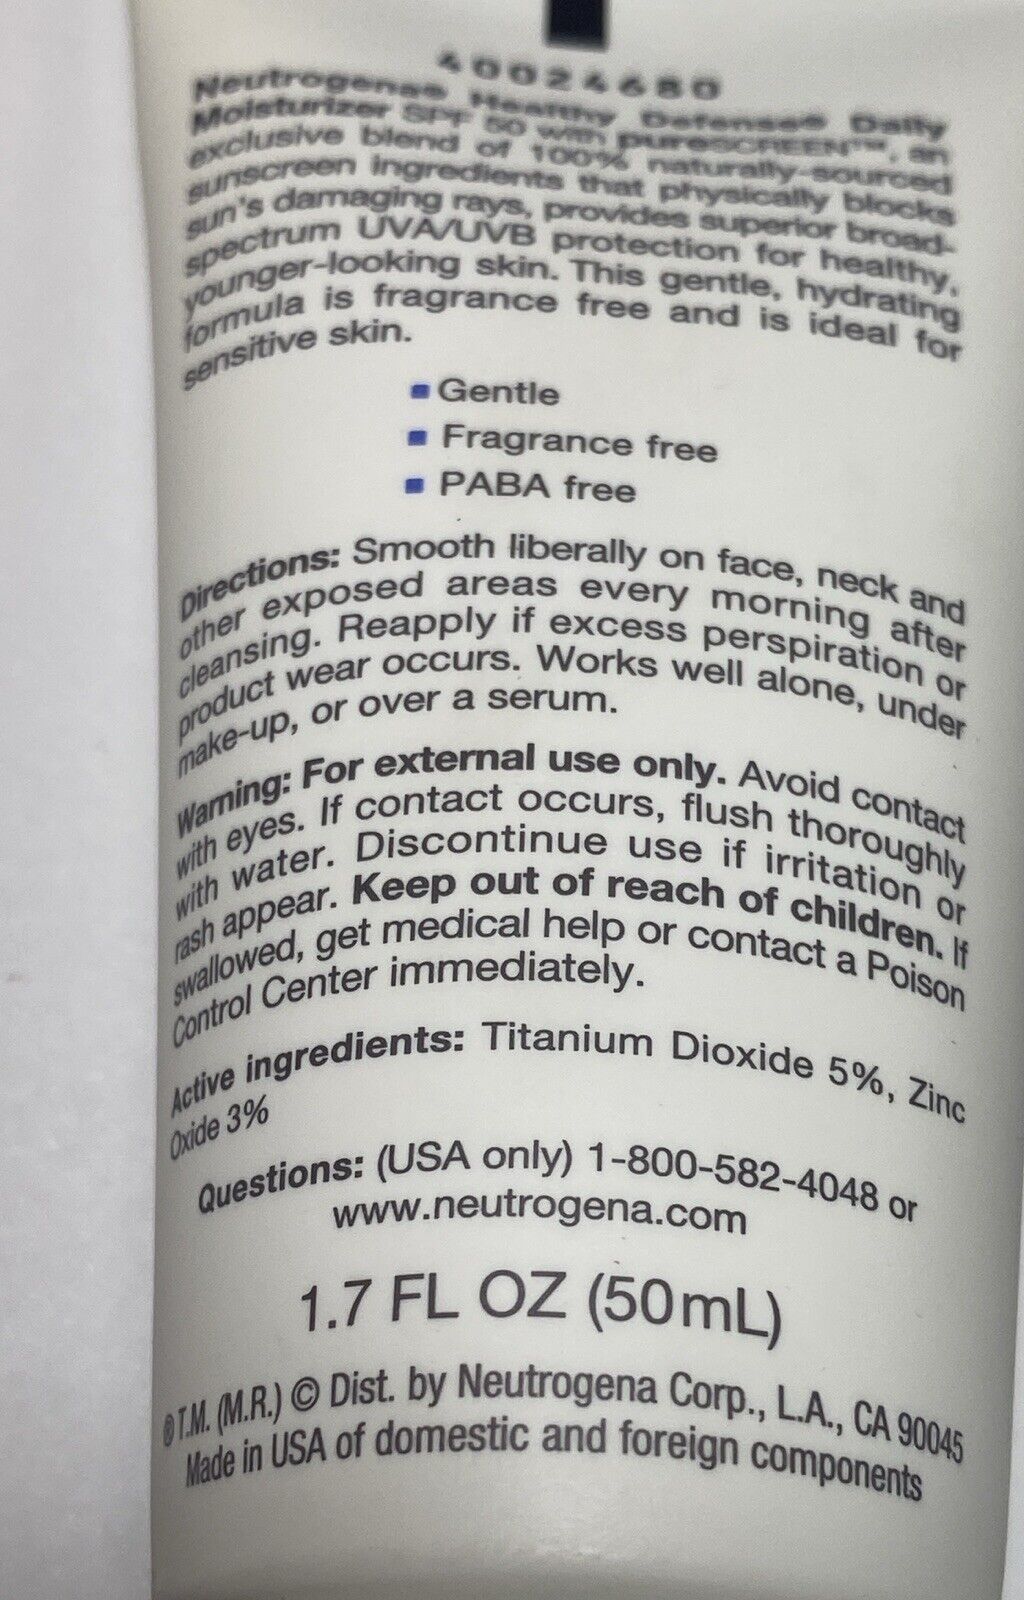 40024680
Neutrogena® Healthy Defense® Daily
Moisturizer SPF 50 with pureSCREEN™, an
exclusive blend of 100% naturally-sourced
sunscreen ingredients that physically blocks
sun's damaging rays, provides superior broad-
spectrum UVA/UVB protection for healthy,
younger-looking skin. This gentle, hydrating
formula is fragrance free and is ideal for
sensitive skin.
▪ Gentle
▪ Fragrance free
▪ PABA free
Directions: Smooth liberally on face, neck and
other exposed areas every morning after
cleansing. Reapply if excess perspiration or
product wear occurs. Works well alone, under
make-up, or over a serum.
Warning: For external use only. Avoid contact
with eyes. If contact occurs, flush thoroughly
with water. Discontinue use if irritation or
rash appear. Keep out of reach of children. If
swallowed, get medical help or contact a Poison
Control Center immediately.
Active ingredients: Titanium Dioxide 5%, Zinc
Oxide 3%
Questions: (USA only) 1-800-582-4048 or
www.neutrogena.com
1.7 FL OZ (50mL)
® T.M. (M.R.) © Dist. by Neutrogena Corp., L.A., CA 90045
Made in USA of domestic and foreign components